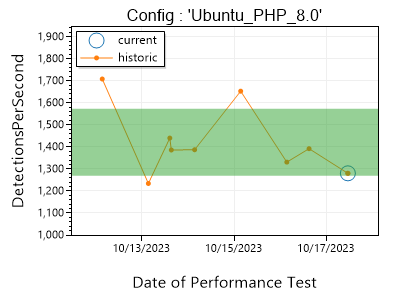 Config : 'Ubuntu_PHP_8.0'
current
historic
DetectionsPerSecond
1,900
1,800
1,700
1,600
1,500
1,400
1,300
1,200
1,100
1,000
10/13/2023 10/15/2023 10/17/2023
Date of Performance Test